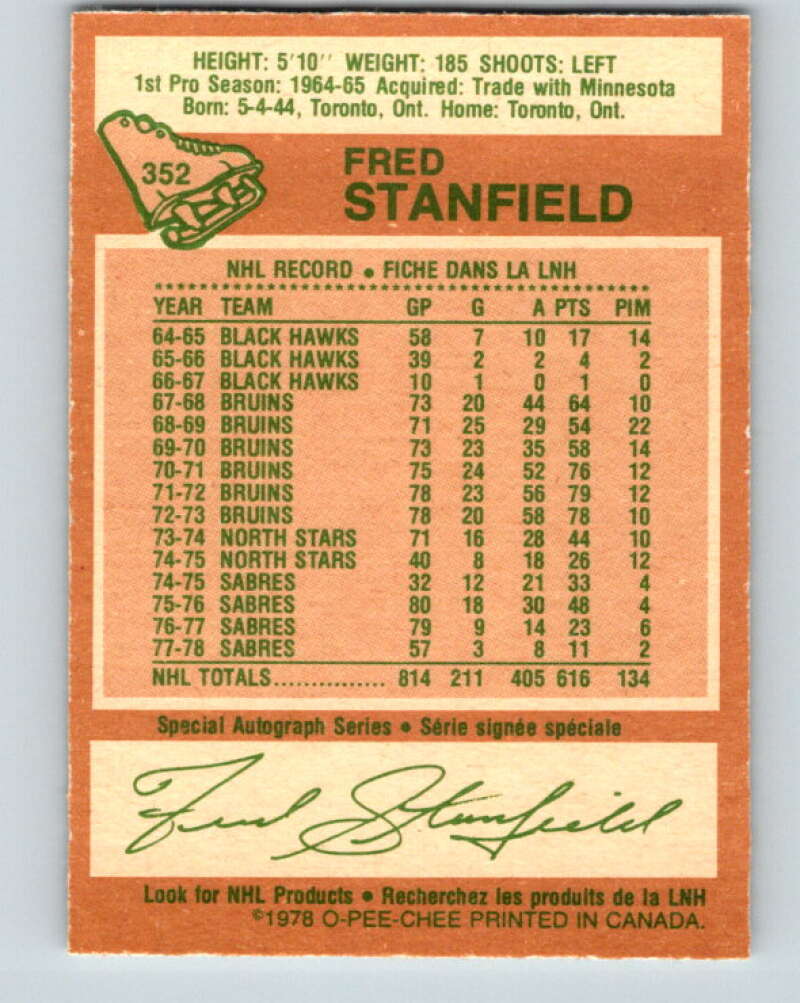 HEIGHT: 5'10'' WEIGHT: 185 SHOOTS: LEFT
1st Pro Season: 1964-65 Acquired: Trade with Minnesota
Born: 5-4-44, Toronto, Ont. Home: Toronto, Ont.
352
FRED
STANFIELD
NHL RECORD • FICHE DANS LA LNH
YEAR TEAM GP G A PTS PIM
64-65 BLACK HAWKS 58 7 10 17 14
65-66 BLACK HAWKS 39 2 2 4 2
66-67 BLACK HAWKS 10 1 0 1 0
67-68 BRUINS 73 20 44 64 10
68-69 BRUINS 71 25 29 54 22
69-70 BRUINS 73 23 35 58 14
70-71 BRUINS 75 24 52 76 12
71-72 BRUINS 78 23 56 79 12
72-73 BRUINS 78 20 58 78 10
73-74 NORTH STARS 71 16 28 44 10
74-75 NORTH STARS 40 8 18 26 12
74-75 SABRES 32 12 21 33 4
75-76 SABRES 80 18 30 48 4
76-77 SABRES 79 9 14 23 6
77-78 SABRES 57 3 8 11 2
NHL TOTALS............... 814 211 405 616 134
Special Autograph Series • Série signée spéciale
Fred Stanfield
Look for NHL Products • Recherchez les produits de la LNH
©1978 O-PEE-CHEE PRINTED IN CANADA.